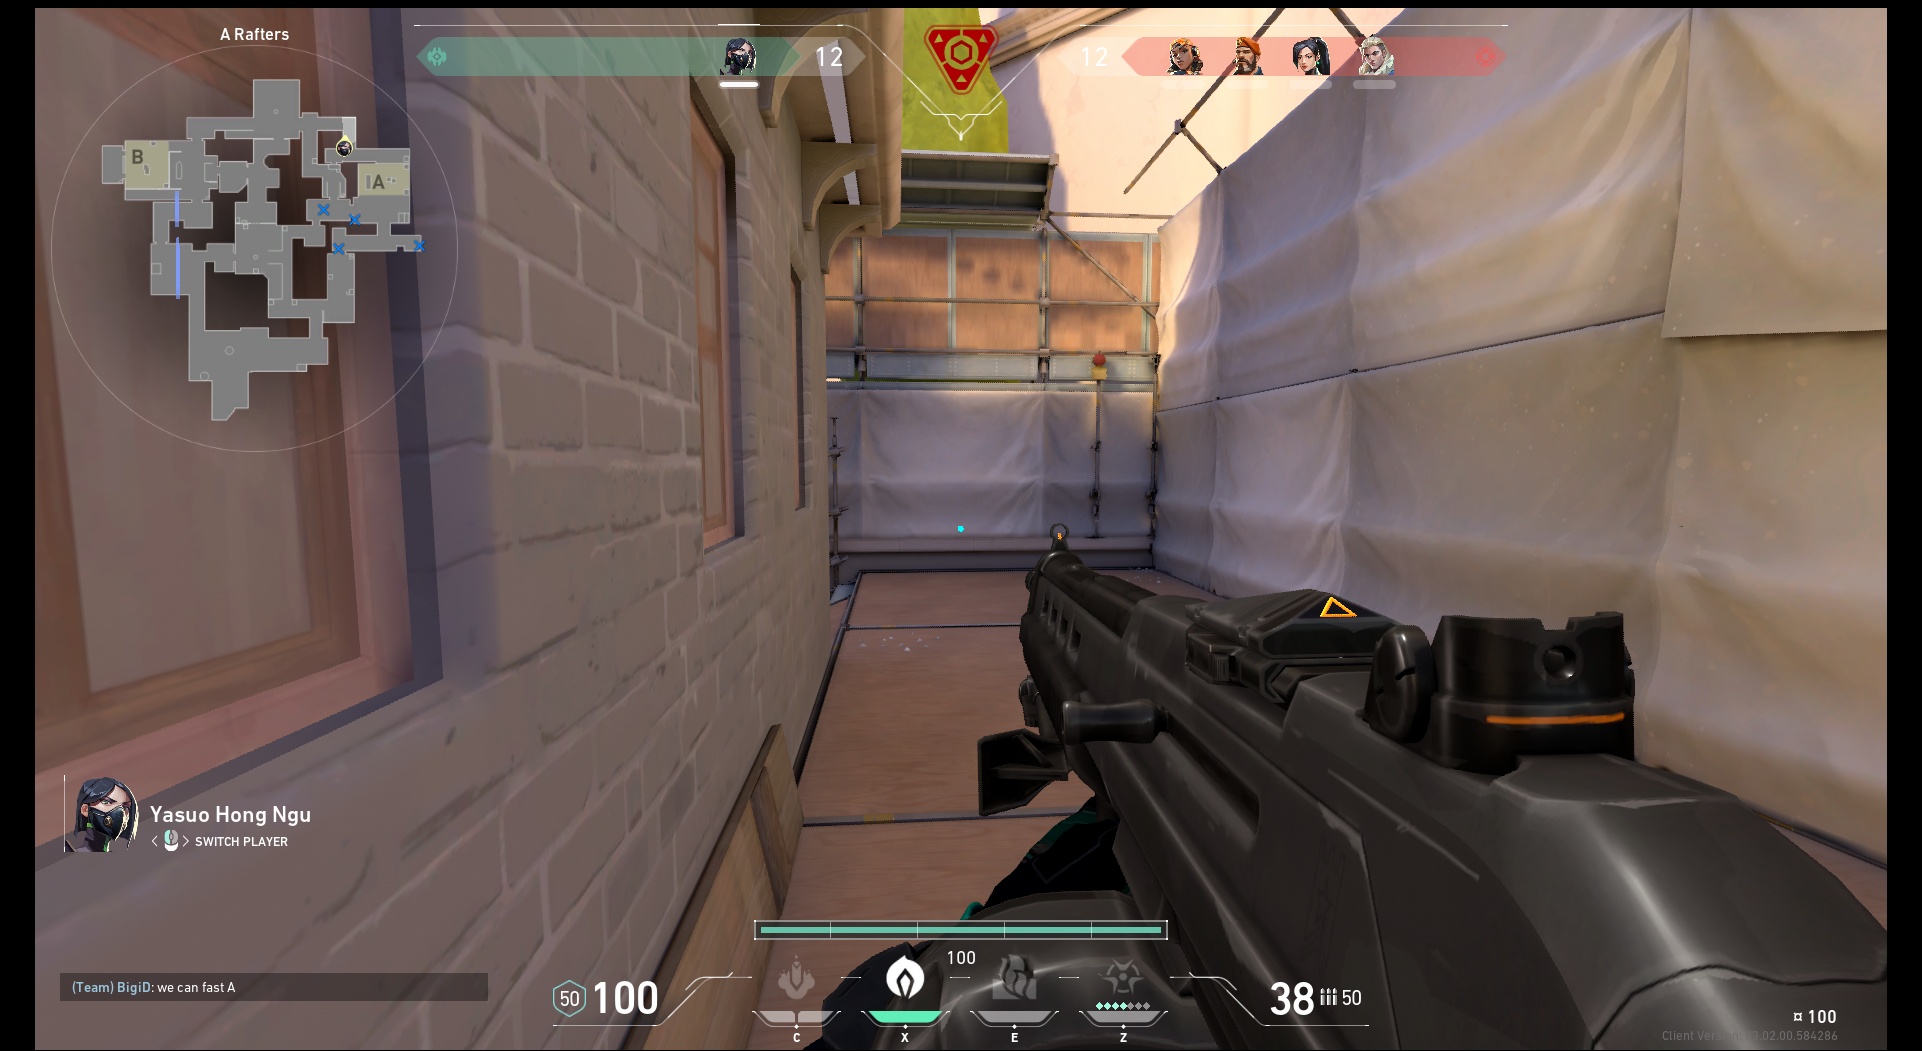 A Rafters
12
12
B
A
Yasuo Hong Ngu
< > SWITCH PLAYER
(Team) BigiD: we can fast A
100
50 100
38 50
C X E Z
¤ 100